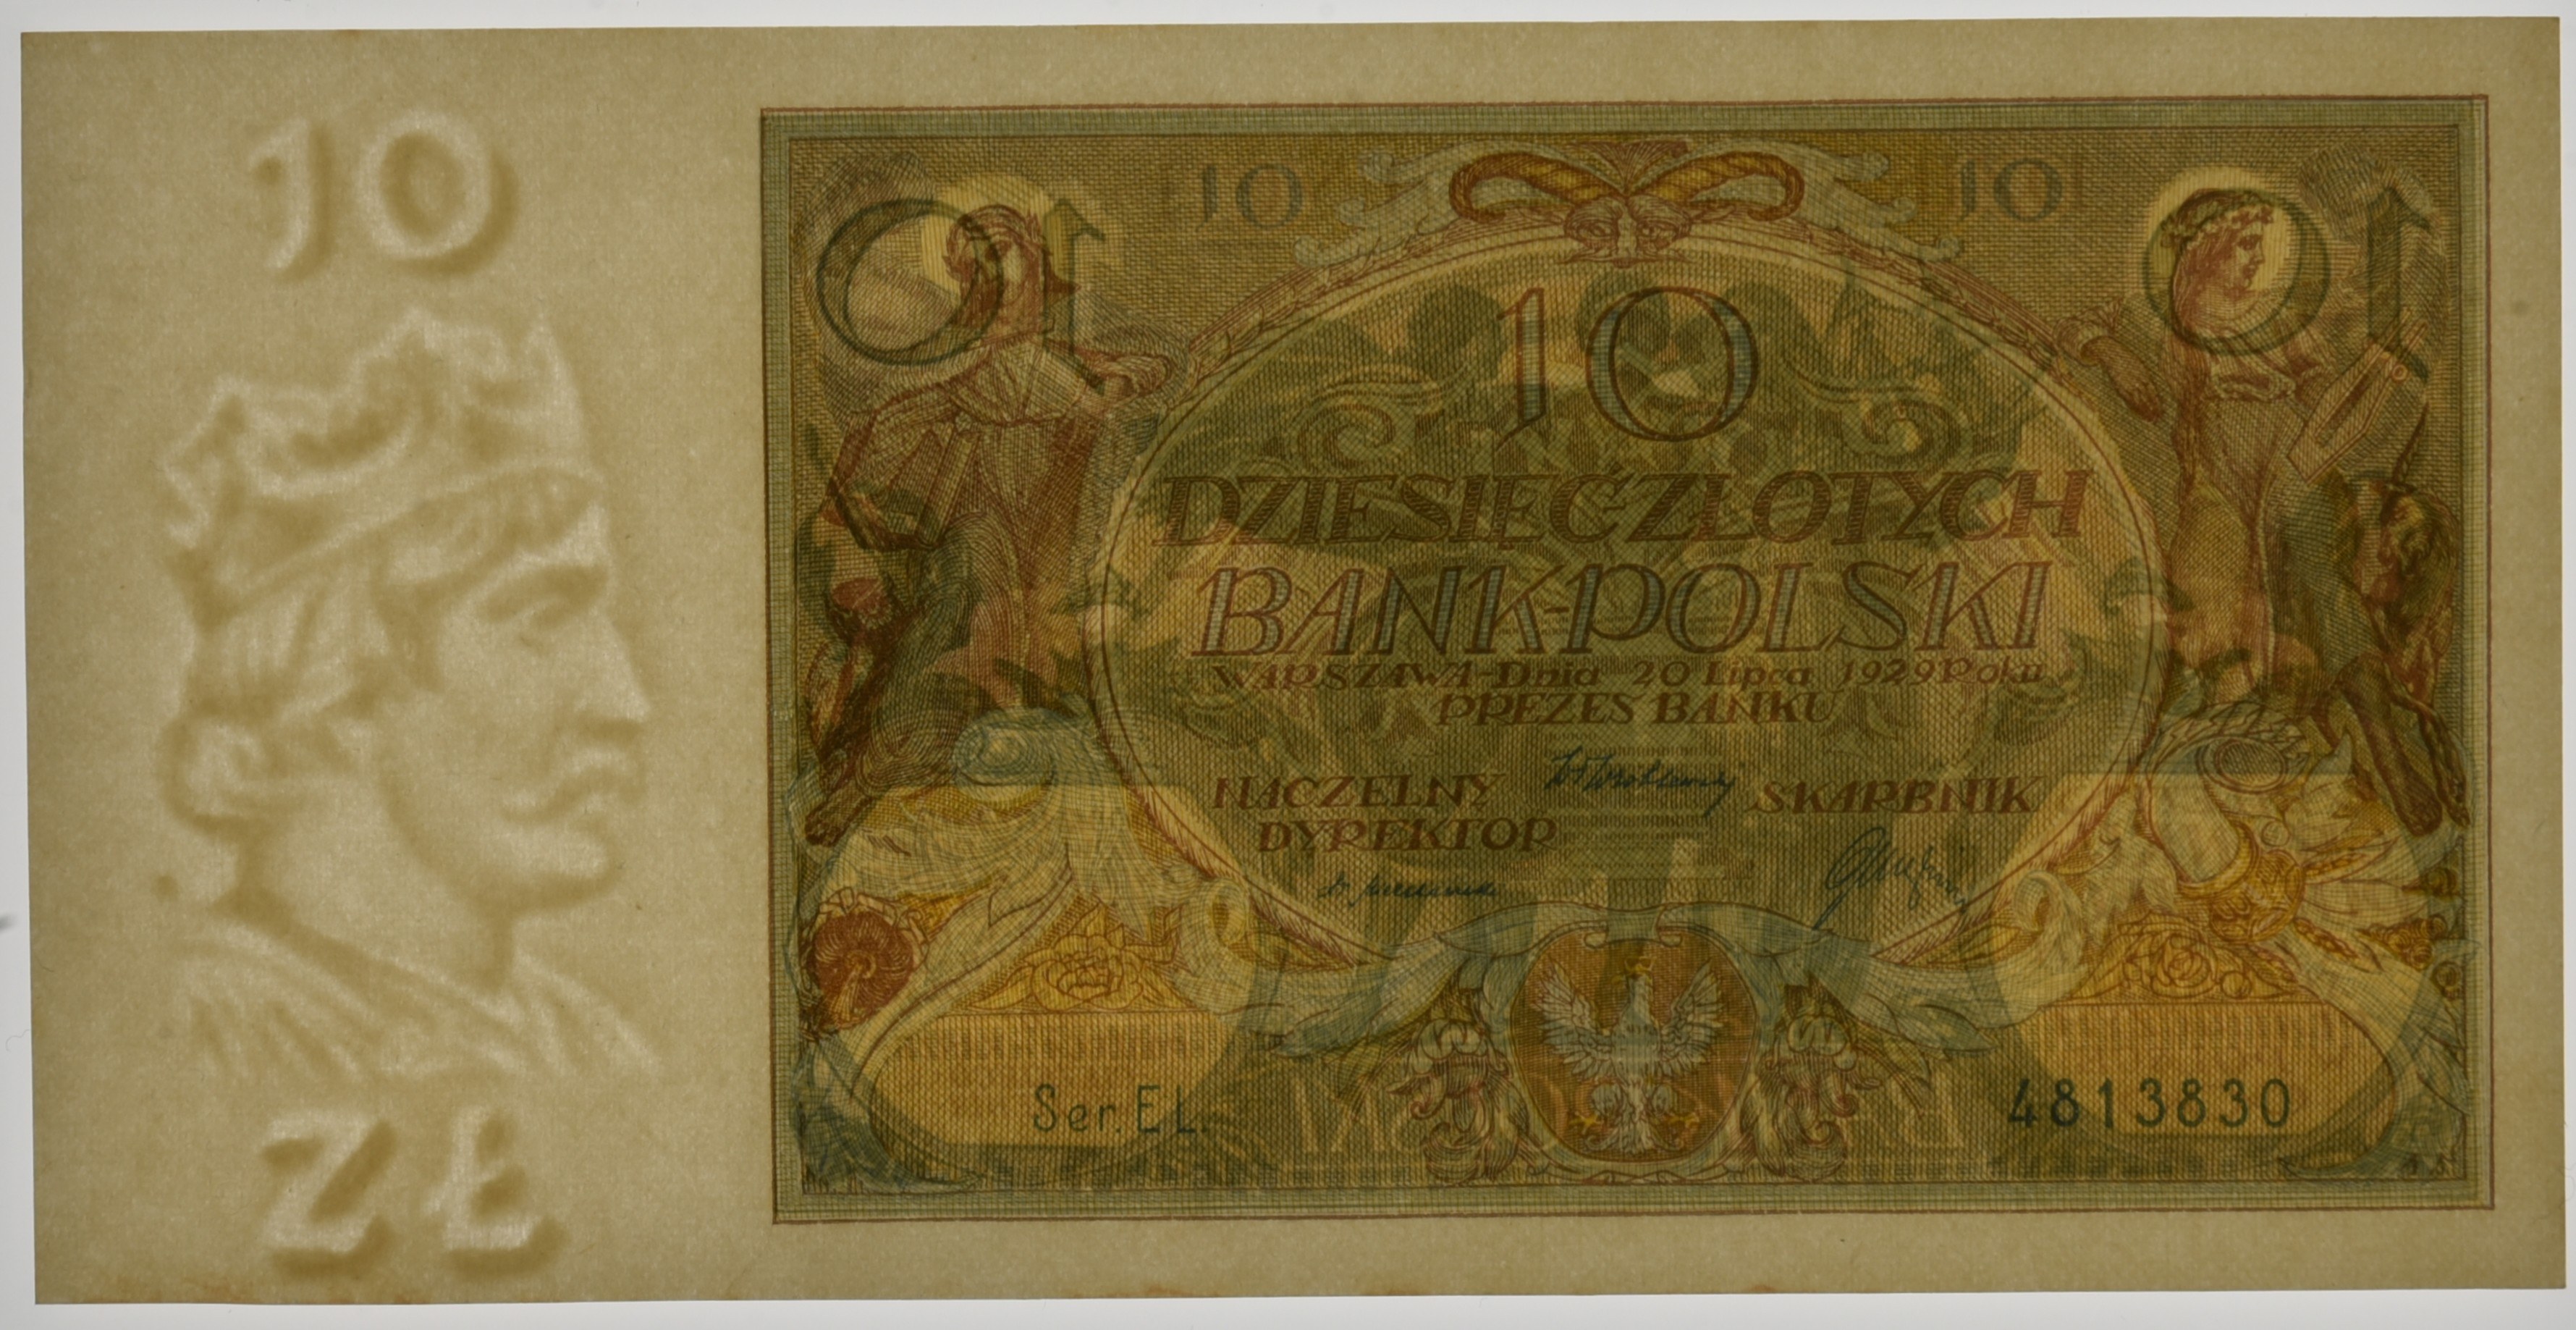 10
ZŁ
10 10
10
DZIESIĘĆ ZŁOTYCH
BANK POLSKI
WARSZAWA-Dnia 20 Lipca 1929 Roku
PREZES BANKU
NACZELNY
DYREKTOR
SKARBNIK
Ser. EL.
4813830